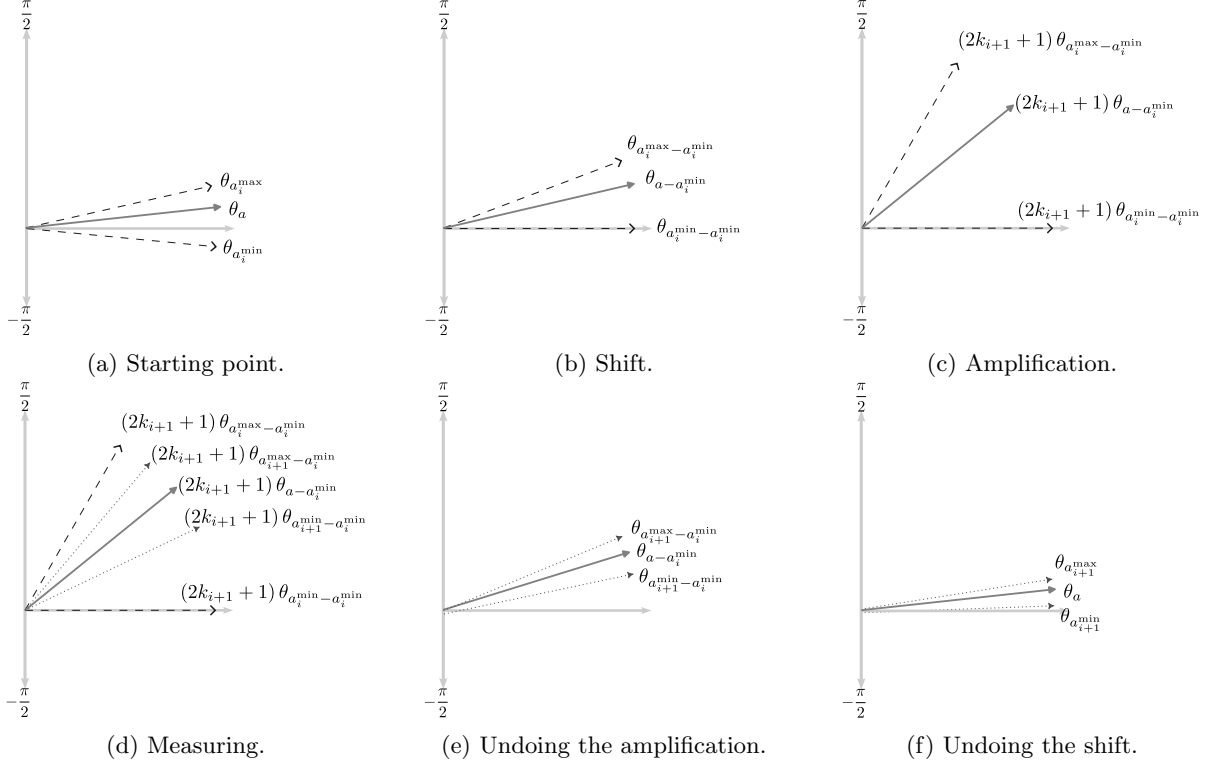 π/2
θ_{a_i^{max}}
θ_a
θ_{a_i^{min}}
−π/2
(a) Starting point.
π/2
θ_{a_i^{max}−a_i^{min}}
θ_{a−a_i^{min}}
θ_{a_i^{min}−a_i^{min}}
−π/2
(b) Shift.
π/2
(2k_{i+1} + 1) θ_{a_i^{max}−a_i^{min}}
(2k_{i+1} + 1) θ_{a−a_i^{min}}
(2k_{i+1} + 1) θ_{a_i^{min}−a_i^{min}}
−π/2
(c) Amplification.
π/2
(2k_{i+1} + 1) θ_{a_i^{max}−a_i^{min}}
(2k_{i+1} + 1) θ_{a_{i+1}^{max}−a_i^{min}}
(2k_{i+1} + 1) θ_{a−a_i^{min}}
(2k_{i+1} + 1) θ_{a_{i+1}^{min}−a_i^{min}}
(2k_{i+1} + 1) θ_{a_i^{min}−a_i^{min}}
−π/2
(d) Measuring.
π/2
θ_{a_{i+1}^{max}−a_i^{min}}
θ_{a−a_i^{min}}
θ_{a_{i+1}^{min}−a_i^{min}}
−π/2
(e) Undoing the amplification.
π/2
θ_{a_{i+1}^{max}}
θ_a
θ_{a_{i+1}^{min}}
−π/2
(f) Undoing the shift.